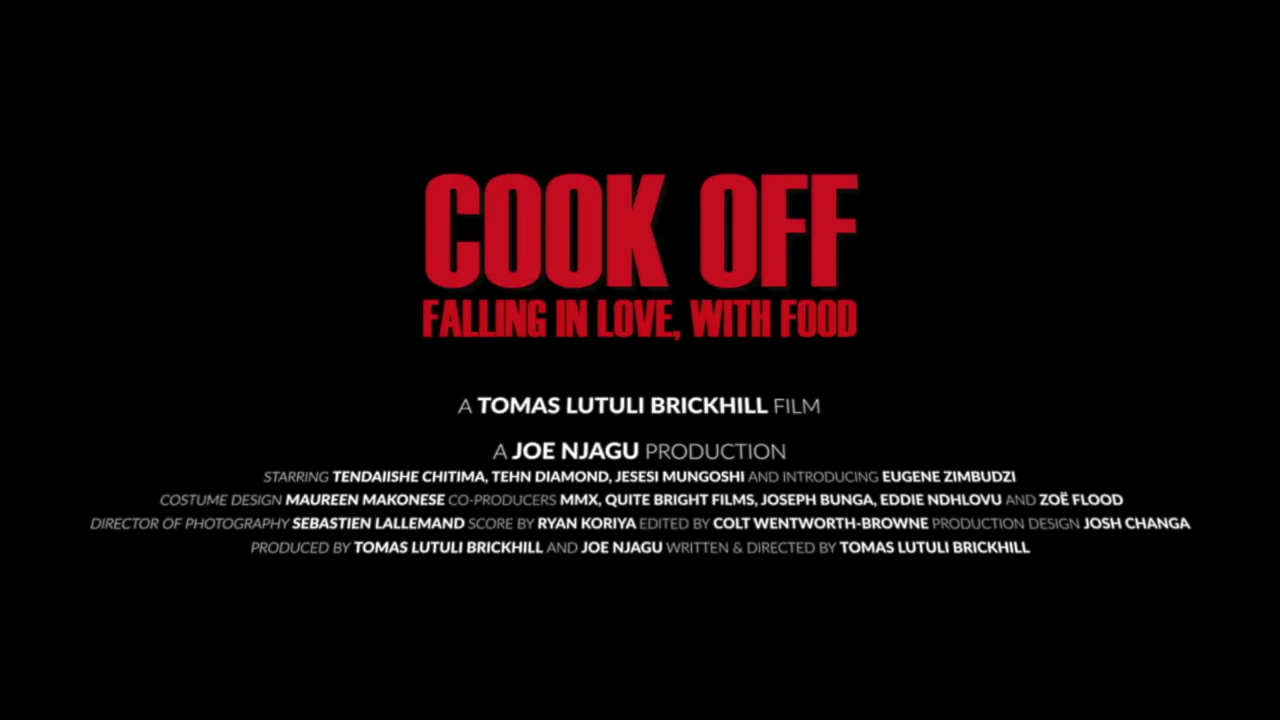 COOK OFF
FALLING IN LOVE, WITH FOOD
A TOMAS LUTULI BRICKHILL FILM
A JOE NJAGU PRODUCTION
STARRING TENDAIISHE CHITIMA, TEHN DIAMOND, JESESI MUNGOSHI AND INTRODUCING EUGENE ZIMBUDZI
COSTUME DESIGN MAUREEN MAKONESE CO-PRODUCERS MMX, QUITE BRIGHT FILMS, JOSEPH BUNGA, EDDIE NDHLOVU AND ZOË FLOOD
DIRECTOR OF PHOTOGRAPHY SEBASTIEN LALLEMAND SCORE BY RYAN KORIYA EDITED BY COLT WENTWORTH-BROWNE PRODUCTION DESIGN JOSH CHANGA
PRODUCED BY TOMAS LUTULI BRICKHILL AND JOE NJAGU WRITTEN & DIRECTED BY TOMAS LUTULI BRICKHILL